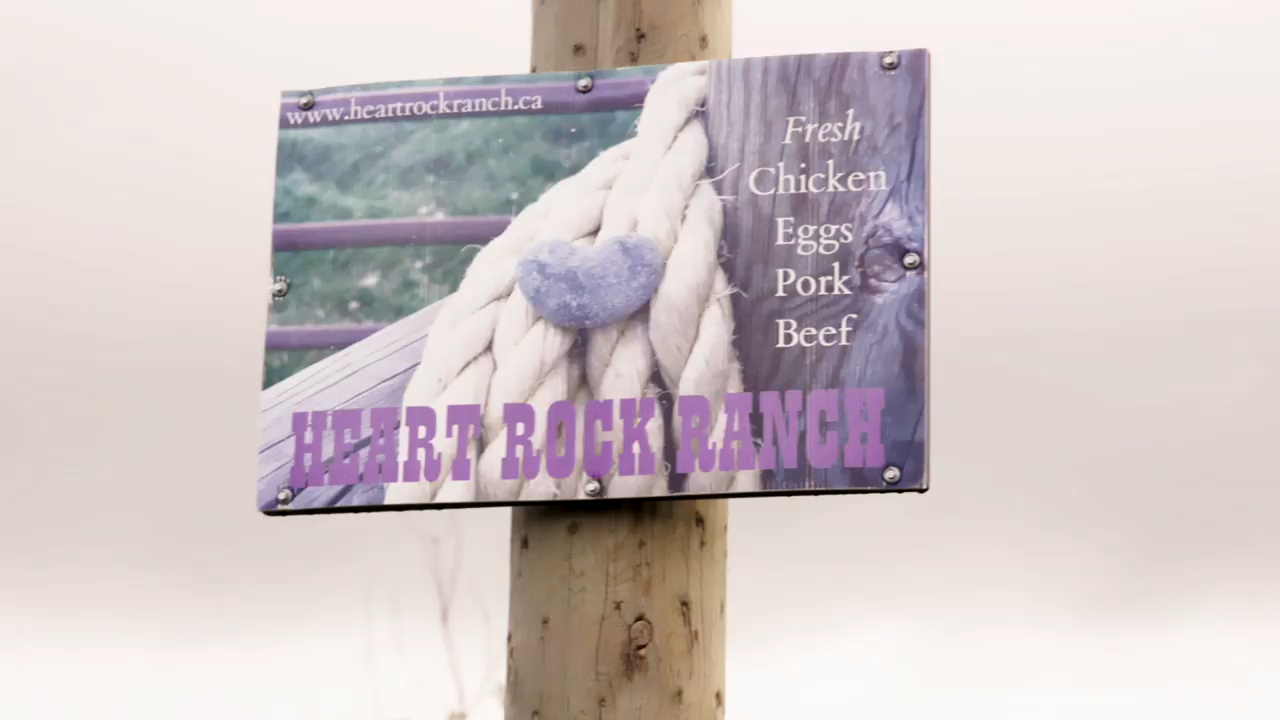 www.heartrockranch.ca
Fresh
Chicken
Eggs
Pork
Beef
HEART ROCK RANCH